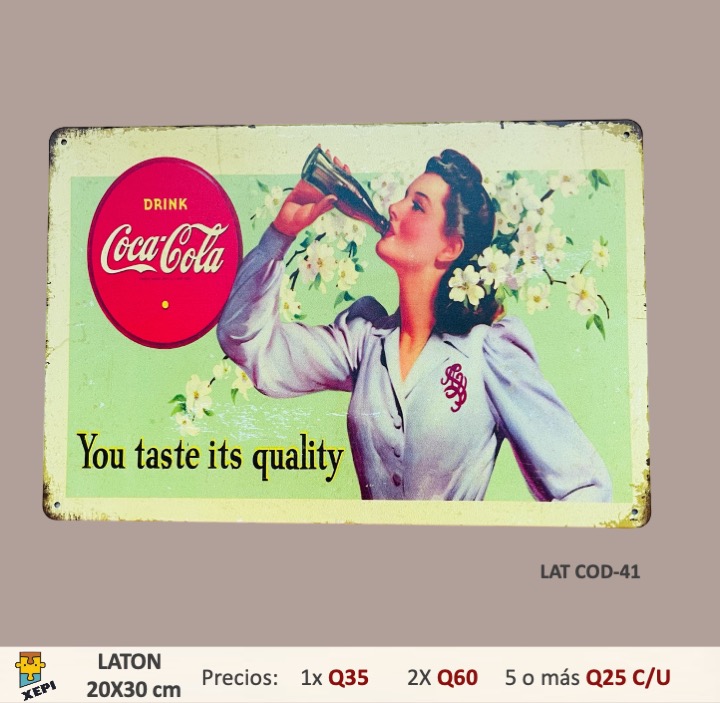 DRINK
Coca-Cola
You taste its quality
LAT COD-41
XEPI
LATON
20X30 cm
Precios: 1x Q35 2X Q60 5 o más Q25 C/U